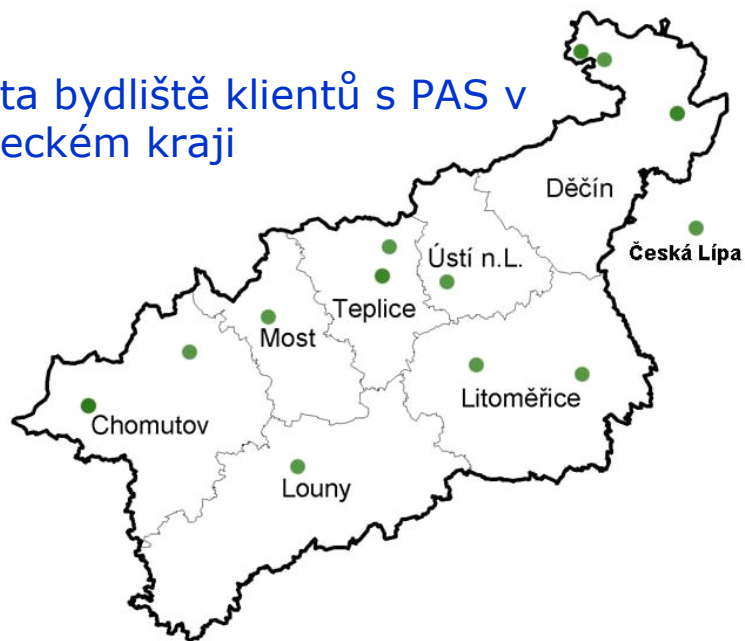 ta bydliště klientů s PAS v
eckém kraji
Děčín
Česká Lípa
Ústí n.L.
Teplice
Most
Litoměřice
Chomutov
Louny